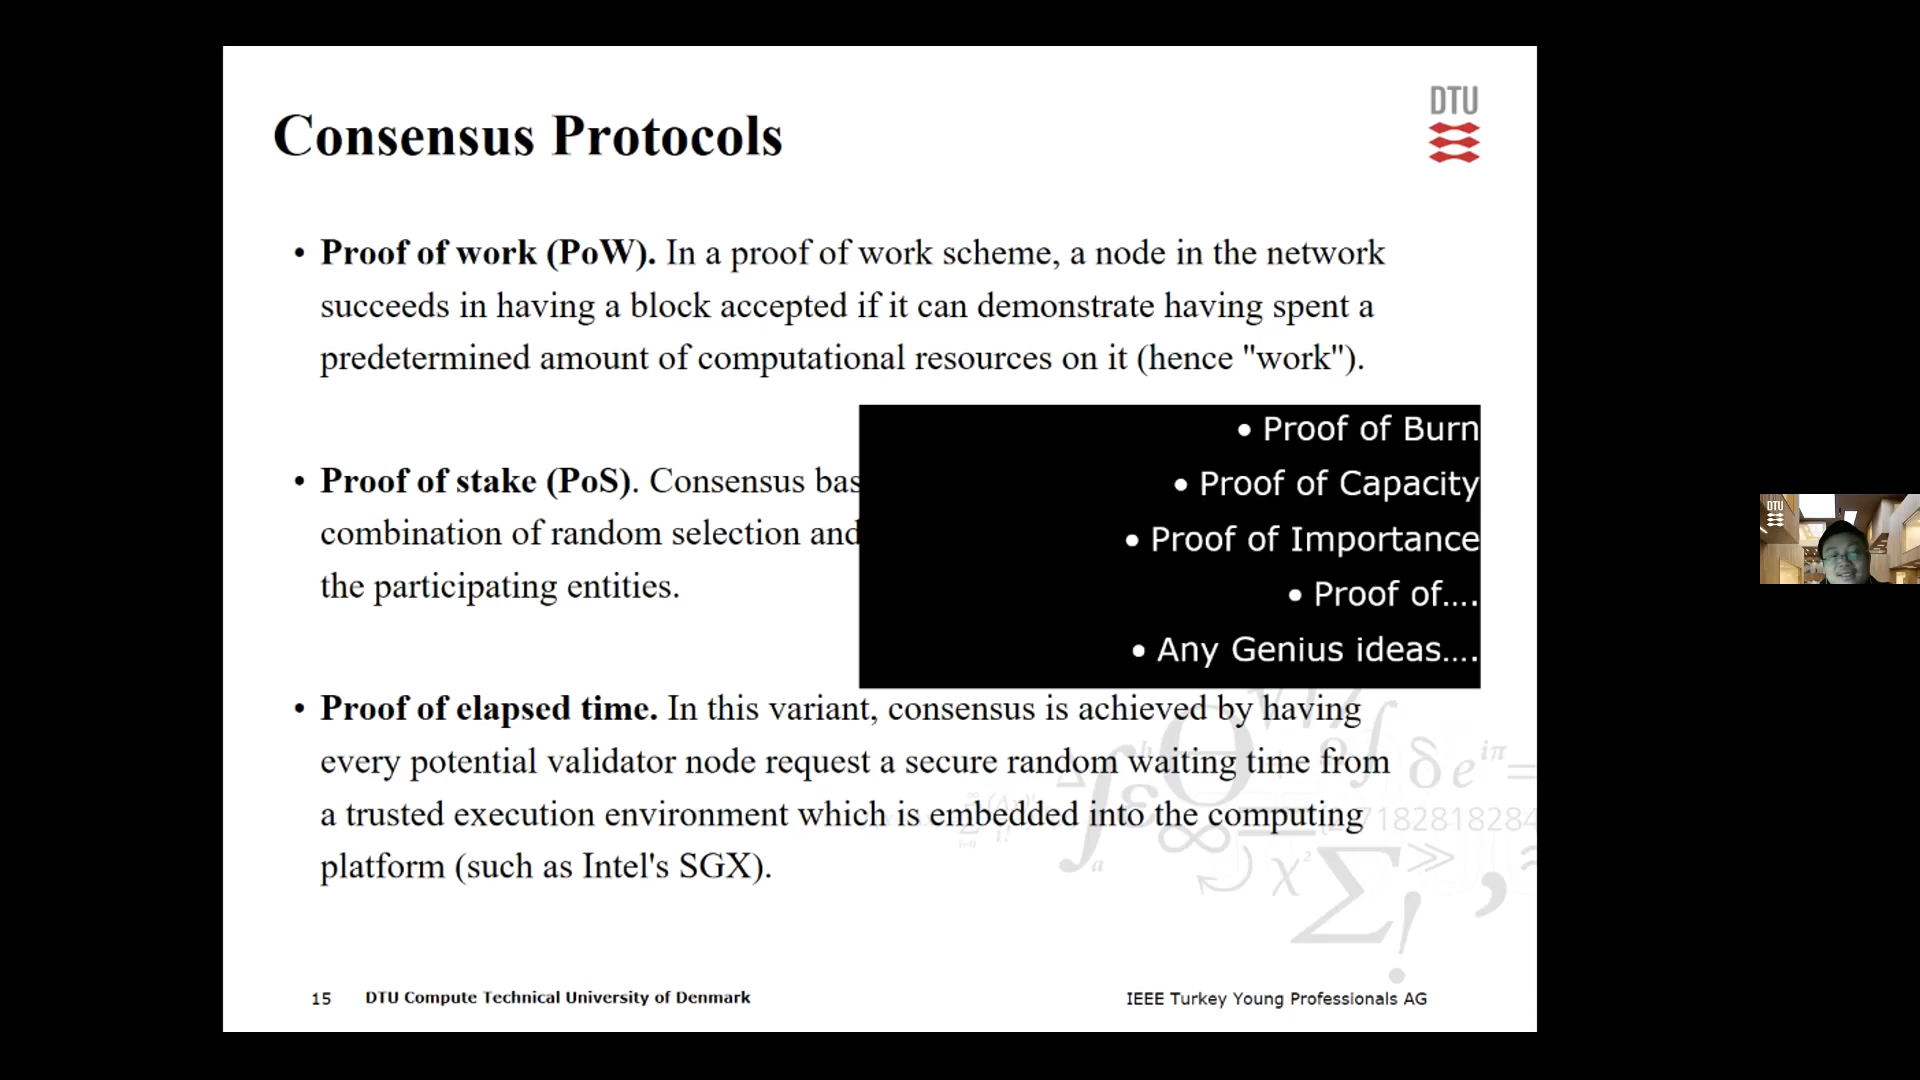 DTU
Consensus Protocols
• Proof of work (PoW). In a proof of work scheme, a node in the network
succeeds in having a block accepted if it can demonstrate having spent a
predetermined amount of computational resources on it (hence "work").
• Proof of stake (PoS). Consensus bas
combination of random selection and
the participating entities.
• Proof of Burn
• Proof of Capacity
• Proof of Importance
• Proof of....
• Any Genius ideas....
• Proof of elapsed time. In this variant, consensus is achieved by having
every potential validator node request a secure random waiting time from
a trusted execution environment which is embedded into the computing
platform (such as Intel's SGX).
15 DTU Compute Technical University of Denmark
IEEE Turkey Young Professionals AG
DTU